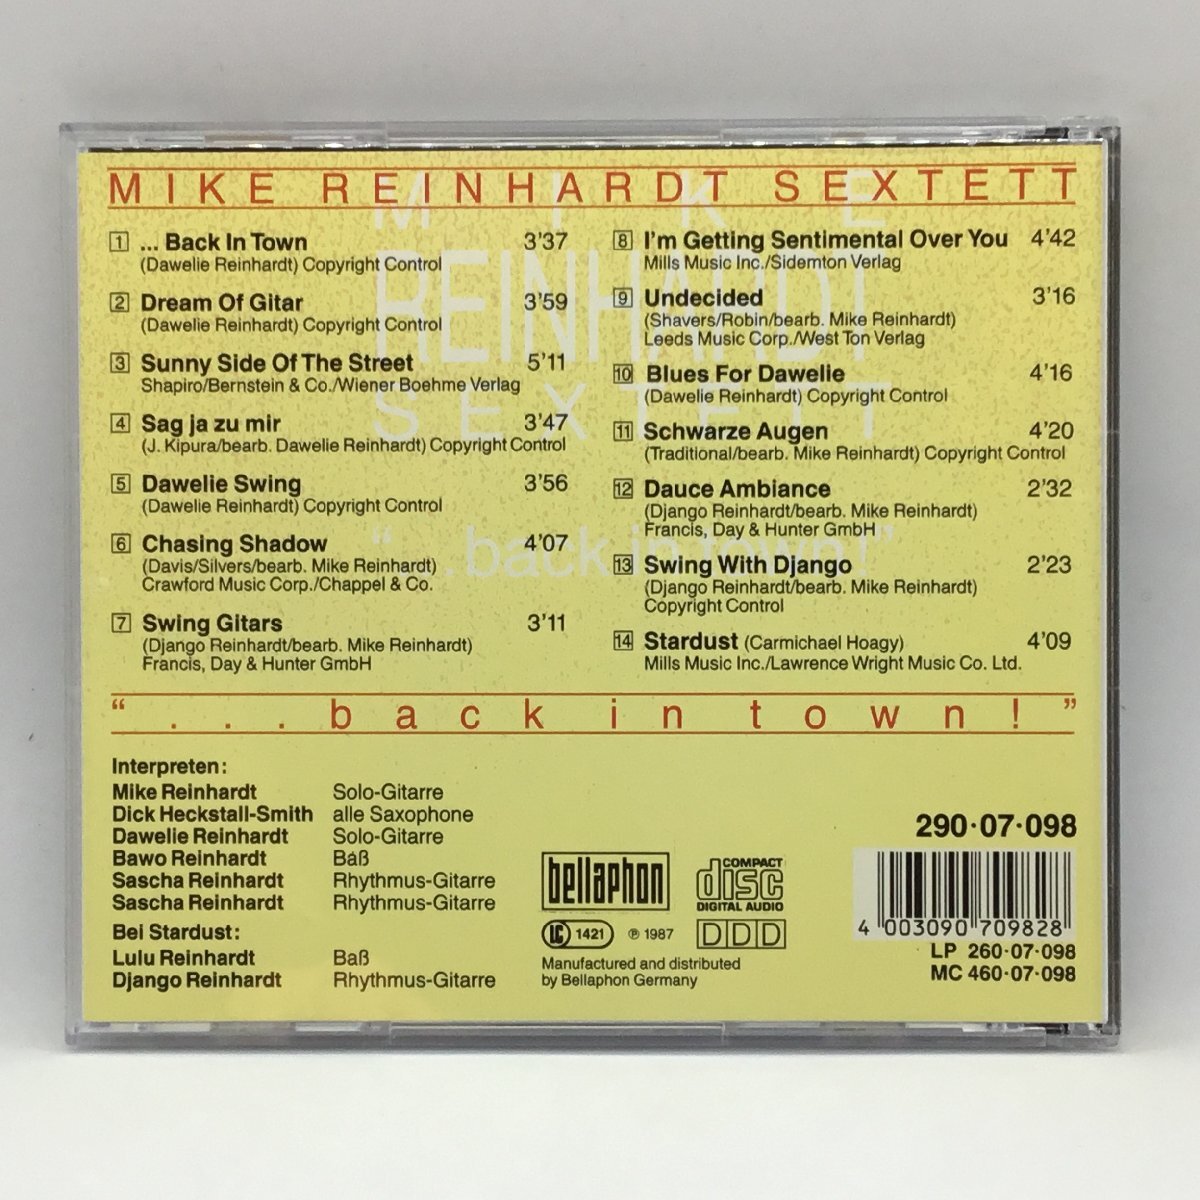 MIKE REINHARDT SEXTETT
1 ... Back In Town 3'37
(Dawelie Reinhardt) Copyright Control
2 Dream Of Gitar 3'59
(Dawelie Reinhardt) Copyright Control
3 Sunny Side Of The Street 5'11
Shapiro/Bernstein & Co./Wiener Boehme Verlag
4 Sag ja zu mir 3'47
(J. Kipura/bearb. Dawelie Reinhardt) Copyright Control
5 Dawelie Swing 3'56
(Dawelie Reinhardt) Copyright Control
6 Chasing Shadow 4'07
(Davis/Silvers/bearb. Mike Reinhardt)
Crawford Music Corp./Chappel & Co.
7 Swing Gitars 3'11
(Django Reinhardt/bearb. Mike Reinhardt)
Francis, Day & Hunter GmbH
8 I'm Getting Sentimental Over You 4'42
Mills Music Inc./Sidemton Verlag
9 Undecided 3'16
(Shavers/Robin/bearb. Mike Reinhardt)
Leeds Music Corp./West Ton Verlag
10 Blues For Dawelie 4'16
(Dawelie Reinhardt) Copyright Control
11 Schwarze Augen 4'20
(Traditional/bearb. Mike Reinhardt) Copyright Control
12 Dauce Ambiance 2'32
(Django Reinhardt/bearb. Mike Reinhardt)
Francis, Day & Hunter GmbH
13 Swing With Django 2'23
(Django Reinhardt/bearb. Mike Reinhardt)
Copyright Control
14 Stardust (Carmichael Hoagy) 4'09
Mills Music Inc./Lawrence Wright Music Co. Ltd.
MIKE
REINHARDT
SEXTETT
"...back in town!"
"...back in town!"
Interpreten:
Mike Reinhardt Solo-Gitarre
Dick Heckstall-Smith alle Saxophone
Dawelie Reinhardt Solo-Gitarre
Bawo Reinhardt Baß
Sascha Reinhardt Rhythmus-Gitarre
Sascha Reinhardt Rhythmus-Gitarre
Bei Stardust:
Lulu Reinhardt Baß
Django Reinhardt Rhythmus-Gitarre
bellaphon
LC 1421 ℗ 1987
Manufactured and distributed
by Bellaphon Germany
COMPACT
disc
DIGITAL AUDIO
DDD
290·07·098
4 003090 709828
LP 260·07·098
MC 460·07·098